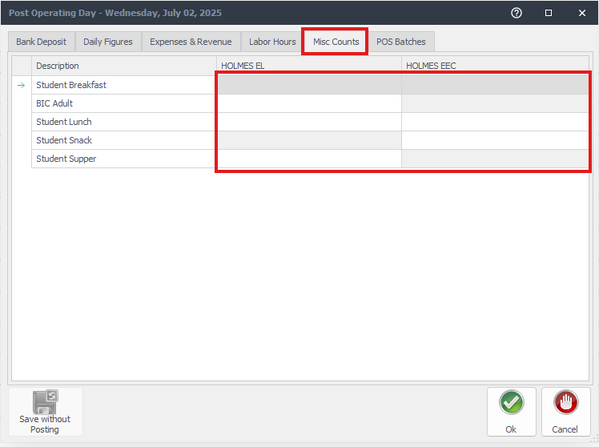 Post Operating Day - Wednesday, July 02, 2025
Bank Deposit Daily Figures Expenses & Revenue Labor Hours Misc Counts POS Batches
Description HOLMES EL HOLMES EEC
Student Breakfast
BIC Adult
Student Lunch
Student Snack
Student Supper
Save without
Posting
Ok
Cancel